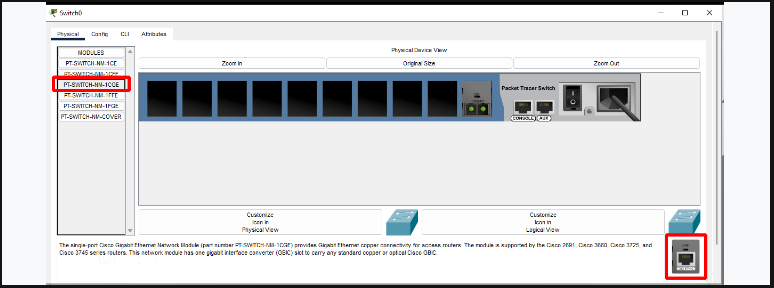 Switch0
Physical Config CLI Attributes
MODULES
PT-SWITCH-NM-1CE
PT-SWITCH-NM-1CFE
PT-SWITCH-NM-1CGE
PT-SWITCH-NM-1FFE
PT-SWITCH-NM-1FGE
PT-SWITCH-NM-COVER
Physical Device View
Zoom In Original Size Zoom Out
Packet Tracer Switch
CONSOLE AUX
Customize
Icon in
Physical View
Customize
Icon in
Logical View
The single-port Cisco Gigabit Ethernet Network Module (part number PT-SWITCH-NM-1CGE) provides Gigabit Ethernet copper connectivity for access routers. The module is supported by the Cisco 2691, Cisco 3660, Cisco 3725, and
Cisco 3745 series routers. This network module has one gigabit interface converter (GBIC) slot to carry any standard copper or optical Cisco GBIC.